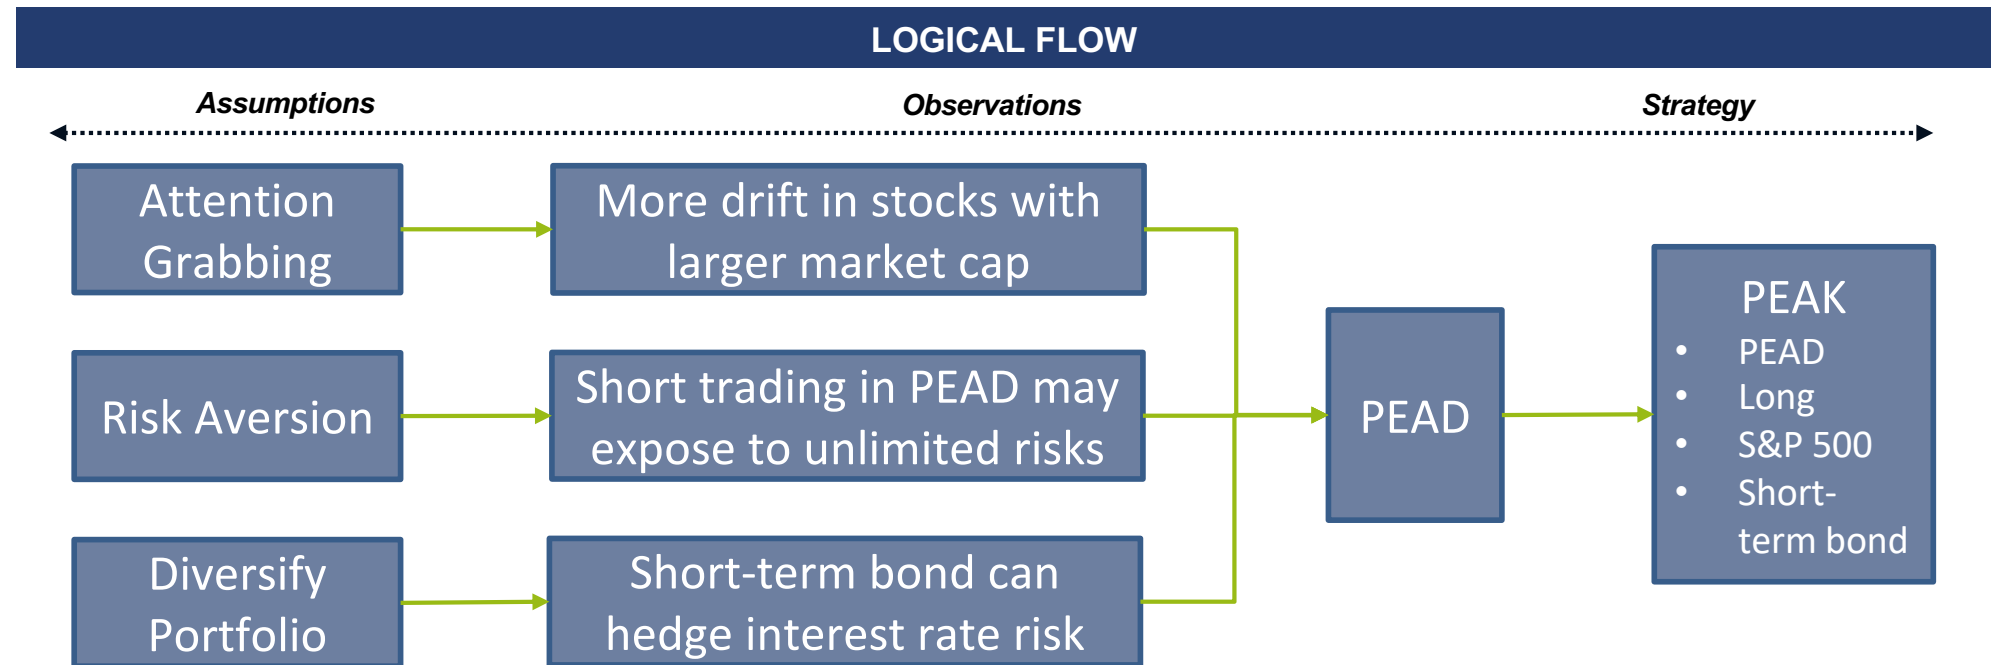 LOGICAL FLOW
Assumptions
Observations
Strategy
Attention
Grabbing
More drift in stocks with
larger market cap
Risk Aversion
Short trading in PEAD may
expose to unlimited risks
Diversify
Portfolio
Short-term bond can
hedge interest rate risk
PEAD
PEAK
• PEAD
• Long
• S&P 500
• Short-
term bond